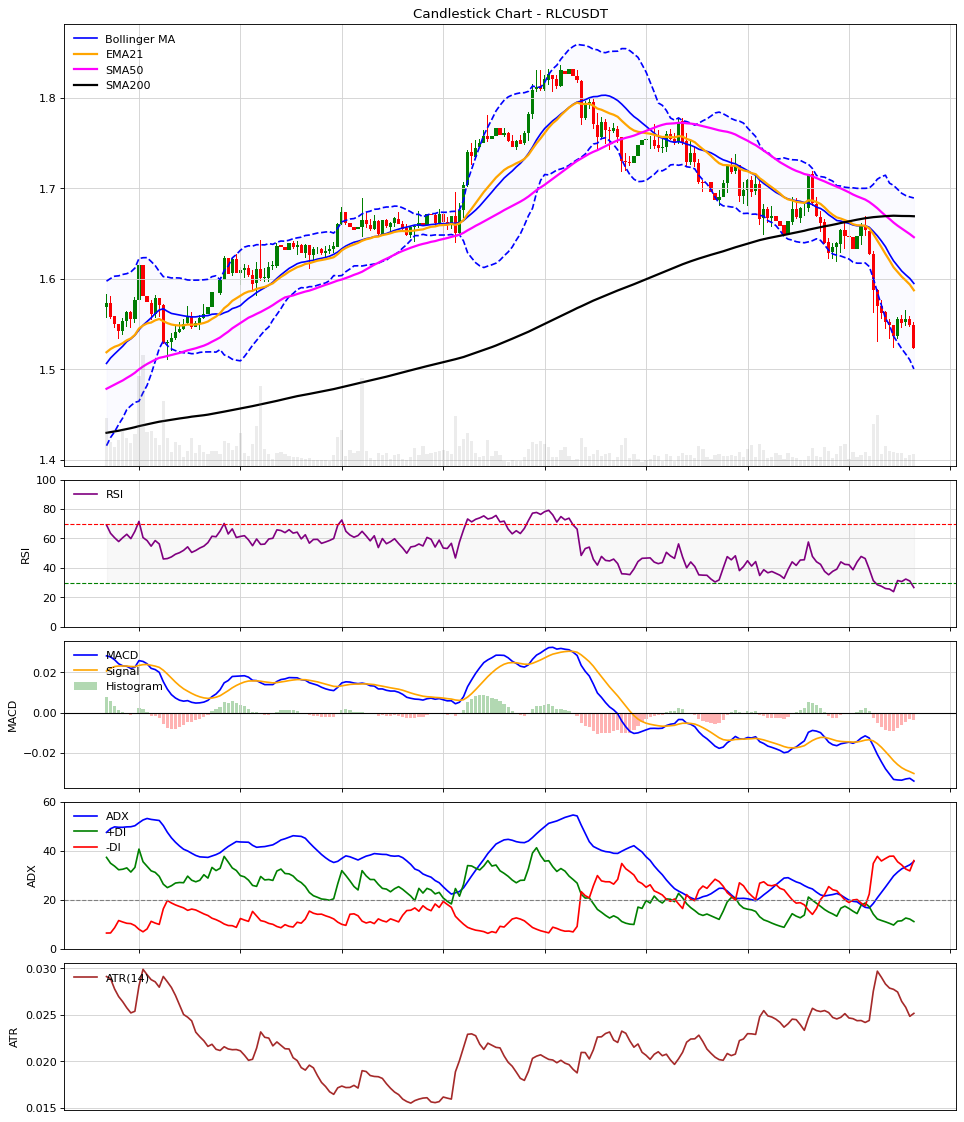 Candlestick Chart - RLCUSDT
Bollinger MA
EMA21
SMA50
SMA200
1.8
1.7
1.6
1.5
1.4
RSI
RSI
100
80
60
40
20
0
MACD
Signal
Histogram
MACD
0.02
0.00
−0.02
ADX
+DI
-DI
ADX
60
40
20
0
ATR(14)
ATR
0.030
0.025
0.020
0.015